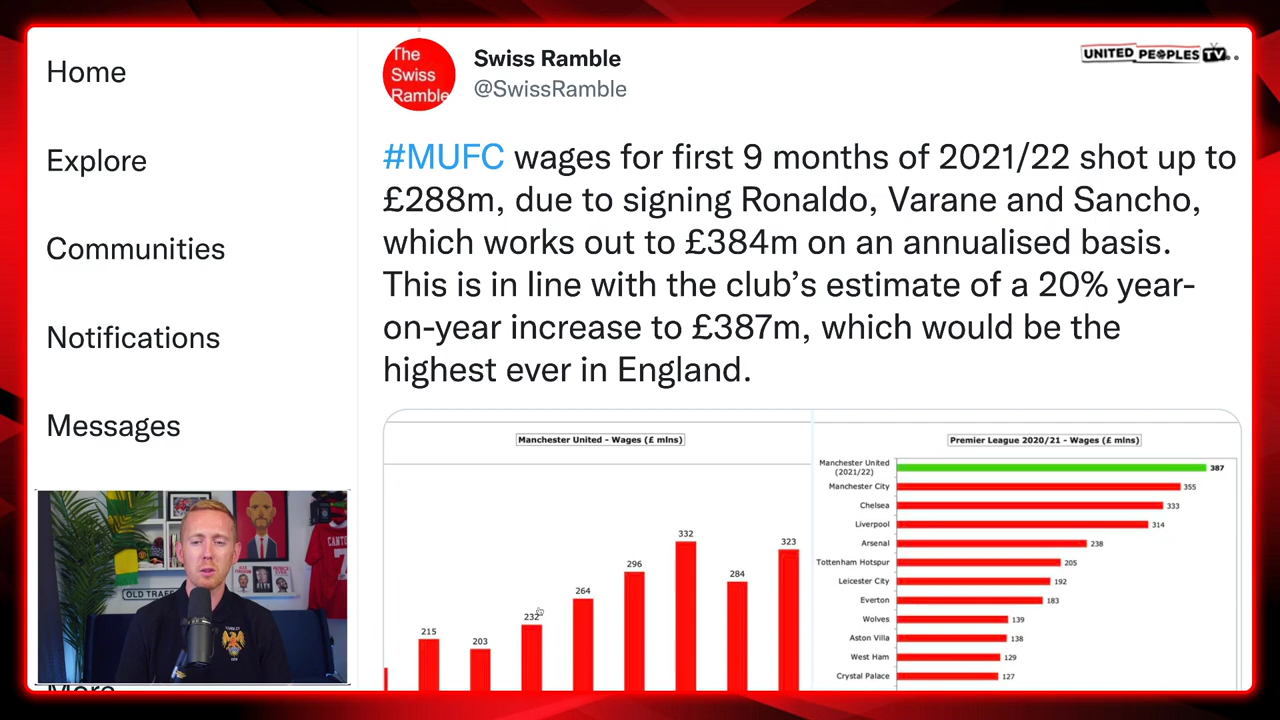 Home
Explore
Communities
Notifications
Messages
The
Swiss
Ramble
Swiss Ramble
@SwissRamble
UNITED PEOPLES TV
#MUFC wages for first 9 months of 2021/22 shot up to
£288m, due to signing Ronaldo, Varane and Sancho,
which works out to £384m on an annualised basis.
This is in line with the club’s estimate of a 20% year-
on-year increase to £387m, which would be the
highest ever in England.
Manchester United - Wages (£ mlns)
215
203
232
264
296
332
284
323
Premier League 2020/21 - Wages (£ mlns)
Manchester United
(2021/22) 387
Manchester City 355
Chelsea 333
Liverpool 314
Arsenal 238
Tottenham Hotspur 205
Leicester City 192
Everton 183
Wolves 139
Aston Villa 138
West Ham 129
Crystal Palace 127
OLD TRAFF
CANTO
7
More